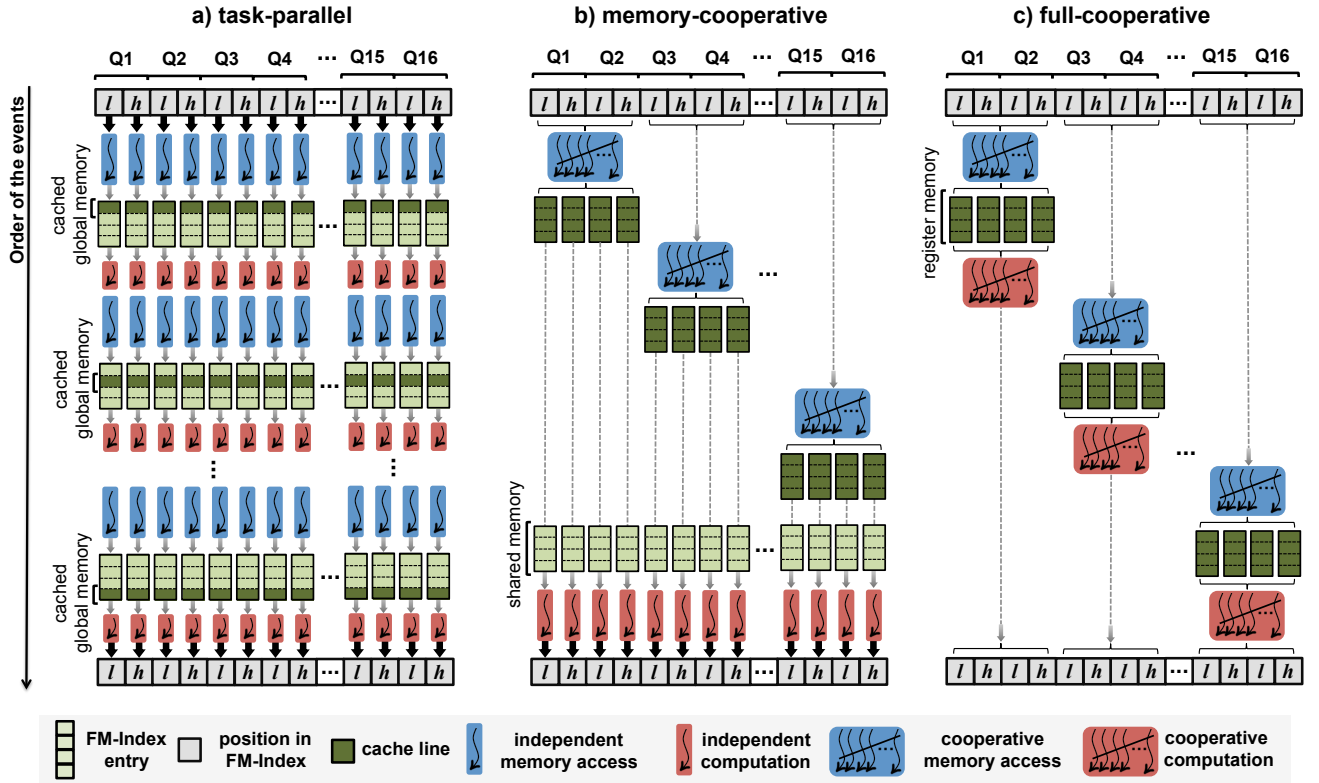 a) task-parallel
b) memory-cooperative
c) full-cooperative
Q1 Q2 Q3 Q4 ... Q15 Q16
Q1 Q2 Q3 Q4 ... Q15 Q16
Q1 Q2 Q3 Q4 ... Q15 Q16
l h l h l h l h ... l h l h
l h l h l h l h ... l h l h
l h l h l h l h ... l h l h
Order of the events
cached
global memory
...
cached
global memory
...
...
...
cached
global memory
...
...
...
...
...
shared memory
...
...
register memory
...
...
...
...
...
...
...
l h l h l h l h ... l h l h
l h l h l h l h ... l h l h
l h l h l h l h ... l h l h
FM-Index
entry
position in
FM-Index
cache line
independent
memory access
independent
computation
...
cooperative
memory access
...
cooperative
computation